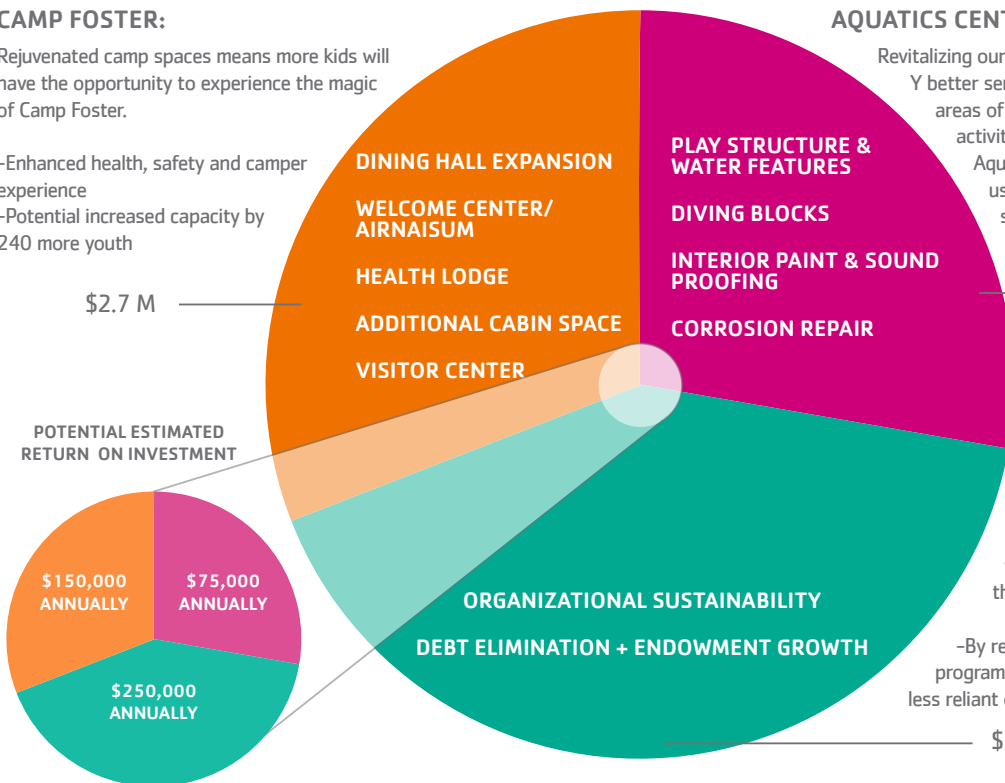 CAMP FOSTER:
Rejuvenated camp spaces means more kids will
have the opportunity to experience the magic
of Camp Foster.
-Enhanced health, safety and camper
experience
-Potential increased capacity by
240 more youth
$2.7 M
DINING HALL EXPANSION
WELCOME CENTER/
AIRNAISUM
HEALTH LODGE
ADDITIONAL CABIN SPACE
VISITOR CENTER
AQUATICS CENT
Revitalizing our
Y better ser
areas of
activit
Aqu
us
s
PLAY STRUCTURE &
WATER FEATURES
DIVING BLOCKS
INTERIOR PAINT & SOUND
PROOFING
CORROSION REPAIR
POTENTIAL ESTIMATED
RETURN ON INVESTMENT
$150,000
ANNUALLY
$75,000
ANNUALLY
$250,000
ANNUALLY
ORGANIZATIONAL SUSTAINABILITY
DEBT ELIMINATION + ENDOWMENT GROWTH
th
-By re
program
less reliant
$